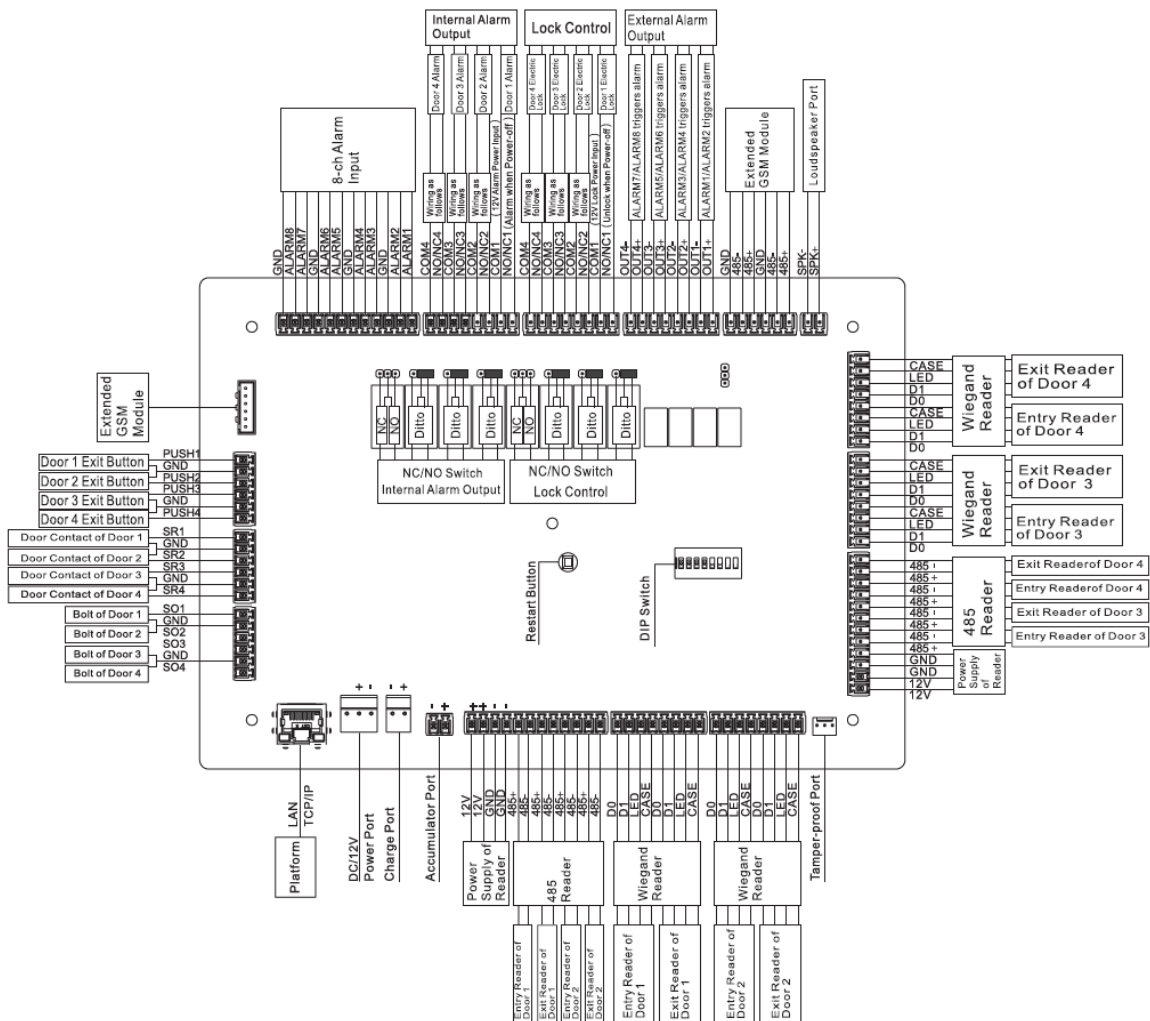 Internal Alarm
Output
Lock Control
External Alarm
Output
Door 4 Alarm
Door 3 Alarm
Door 2 Alarm
Door 1 Alarm
Door 4 Electric
Lock
Door 3 Electric
Lock
Door 2 Electric
Lock
Door 1 Electric
Lock
ALARM7/ALARM8 triggers alarm
ALARM5/ALARM6 triggers alarm
ALARM3/ALARM4 triggers alarm
ALARM1/ALARM2 triggers alarm
8-ch Alarm
Input
Extended
GSM Module
Loudspeaker Port
Wiring as
follows
Wiring as
follows
Wiring as
follows
(12V Alarm Power Input)
(Alarm when Power-off)
Wiring as
follows
Wiring as
follows
Wiring as
follows
(12V Lock Power Input)
(Unlock when Power-off)
GND
ALARM8
ALARM7
GND
ALARM6
ALARM5
GND
ALARM4
ALARM3
GND
ALARM2
ALARM1
COM4
NO/NC4
COM3
NO/NC3
COM2
NO/NC2
COM1
NO/NC1
COM4
NO/NC4
COM3
NO/NC3
COM2
NO/NC2
COM1
NO/NC1
OUT4-
OUT4+
OUT3-
OUT3+
OUT2-
OUT2+
OUT1-
OUT1+
GND
485-
485+
GND
485-
485+
SPK-
SPK+
Extended
GSM Module
NC
NO
Ditto
Ditto
Ditto
NC
NO
Ditto
Ditto
Ditto
NC/NO Switch
Internal Alarm Output
NC/NO Switch
Lock Control
Restart Button
DIP Switch
Door 1 Exit Button
Door 2 Exit Button
Door 3 Exit Button
Door 4 Exit Button
PUSH1
GND
PUSH2
PUSH3
GND
PUSH4
Door Contact of Door 1
Door Contact of Door 2
Door Contact of Door 3
Door Contact of Door 4
SR1
GND
SR2
SR3
GND
SR4
Bolt of Door 1
Bolt of Door 2
Bolt of Door 3
Bolt of Door 4
SO1
GND
SO2
SO3
GND
SO4
CASE
LED
D1
D0
CASE
LED
D1
D0
Wiegand
Reader
Exit Reader
of Door 4
Entry Reader
of Door 4
CASE
LED
D1
D0
CASE
LED
D1
D0
Wiegand
Reader
Exit Reader
of Door 3
Entry Reader
of Door 3
485 -
485 +
485 -
485 +
485 -
485 +
485 -
485 +
GND
GND
12V
12V
485
Reader
Exit Readerof Door 4
Entry Readerof Door 4
Exit Reader of Door 3
Entry Reader of Door 3
Power
Supply
of
Reader
+ -
- +
- +
+ + - -
LAN
TCP/IP
Platform
DC/12V
Power Port
Charge Port
Accumulator Port
12V
12V
GND
GND
485+
485-
485+
485-
485+
485-
485+
485-
D0
D1
LED
CASE
D0
D1
LED
CASE
D0
D1
LED
CASE
D0
D1
LED
CASE
Tamper-proof Port
Power
Supply of
Reader
485
Reader
Wiegand
Reader
Wiegand
Reader
Entry Reader of
Door 1
Exit Reader of
Door 1
Entry Reader of
Door 2
Exit Reader of
Door 2
Entry Reader of
Door 1
Exit Reader of
Door 1
Entry Reader of
Door 2
Exit Reader of
Door 2